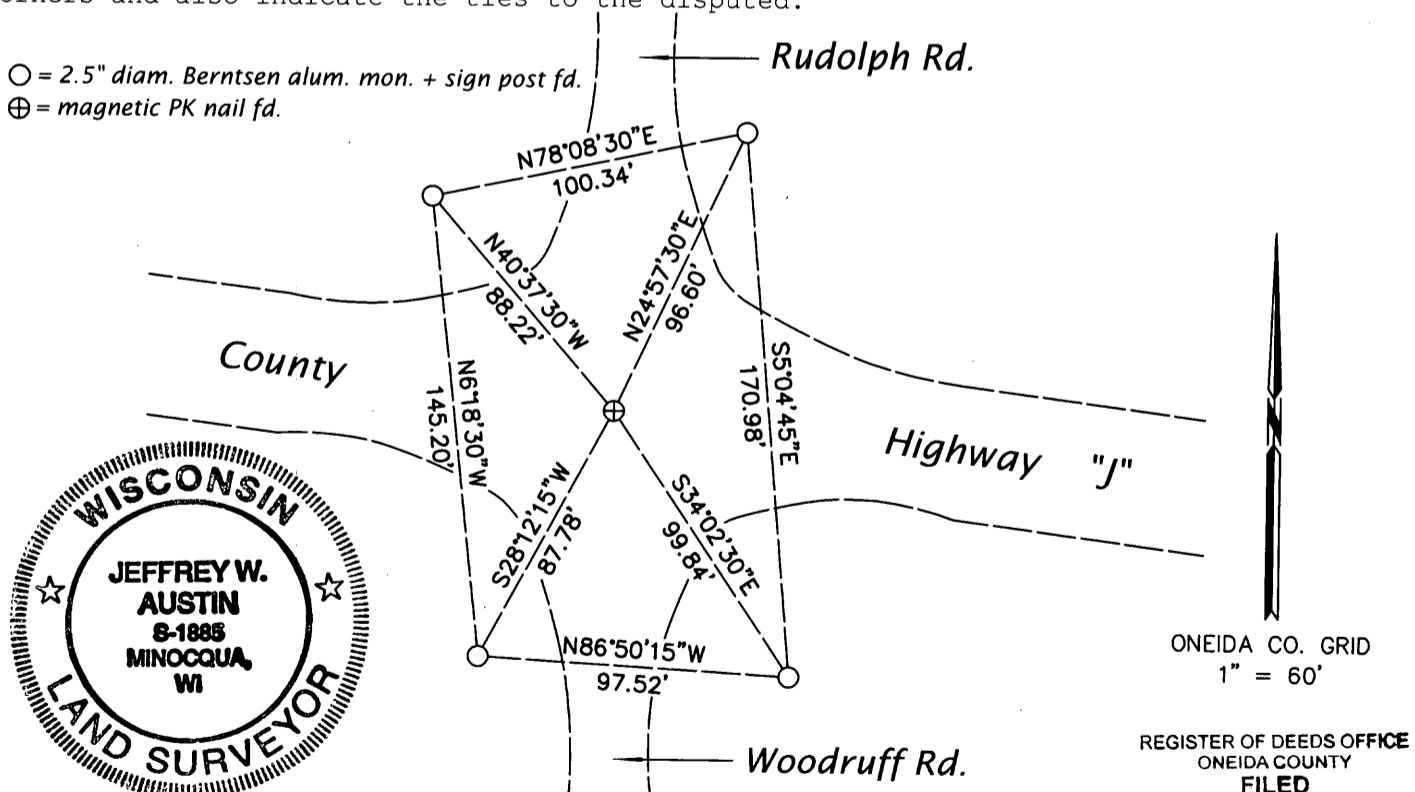 corners and also indicate the ties to the disputed.
Rudolph Rd.
= 2.5" diam. Berntsen alum. mon. + sign post fd.
= magnetic PK nail fd.
N78°08'30"E
100.34'
N40°37'30"W
88.22'
N24°57'30"E
96.60'
County
N6°18'30"W
145.20'
S5°04'45"E
170.98'
Highway "J"
N
WISCONSIN
JEFFREY W.
AUSTIN
S-1885
MINOCQUA,
WI
LAND SURVEYOR
S28°12'15"W
87.78'
S34°02'30"E
99.84'
N86°50'15"W
97.52'
ONEIDA CO. GRID
1" = 60'
Woodruff Rd.
REGISTER OF DEEDS OFFICE
ONEIDA COUNTY
FILED